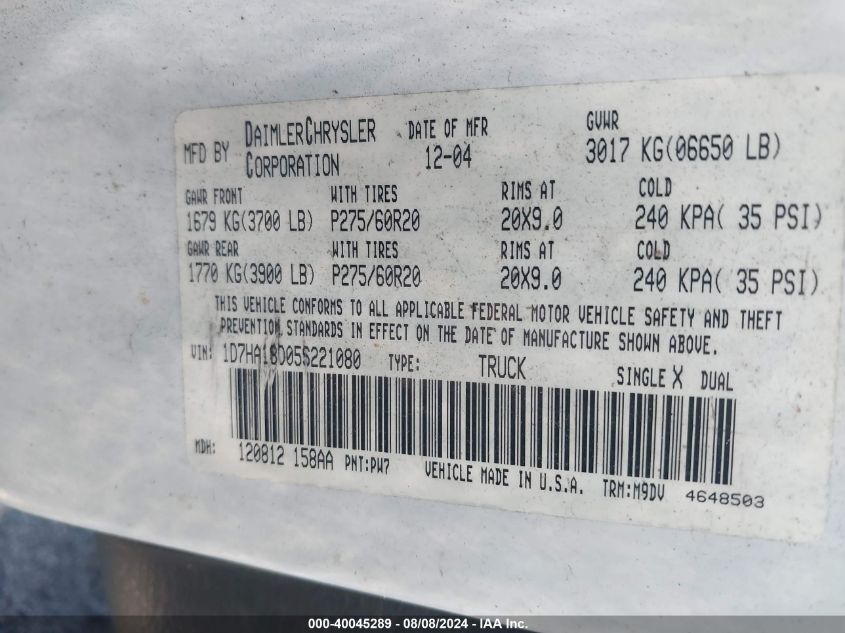 MFD BY DAIMLERCHRYSLER CORPORATION DATE OF MFR 12-04 GVWR 3017 KG(06650 LB)
GAWR FRONT WITH TIRES RIMS AT COLD
1679 KG(3700 LB) P275/60R20 20X9.0 240 KPA( 35 PSI)
GAWR REAR WITH TIRES RIMS AT COLD
1770 KG(3900 LB) P275/60R20 20X9.0 240 KPA( 35 PSI)
THIS VEHICLE CONFORMS TO ALL APPLICABLE FEDERAL MOTOR VEHICLE SAFETY AND THEFT
PREVENTION STANDARDS IN EFFECT ON THE DATE OF MANUFACTURE SHOWN ABOVE.
VIN: 1D7HA18D05S221080 TYPE: TRUCK SINGLE X DUAL
MDH: 120812 158AA PNT:PW7 VEHICLE MADE IN U.S.A. TRM:M9DV 4648503
000-40045289 - 08/08/2024 - IAA Inc.